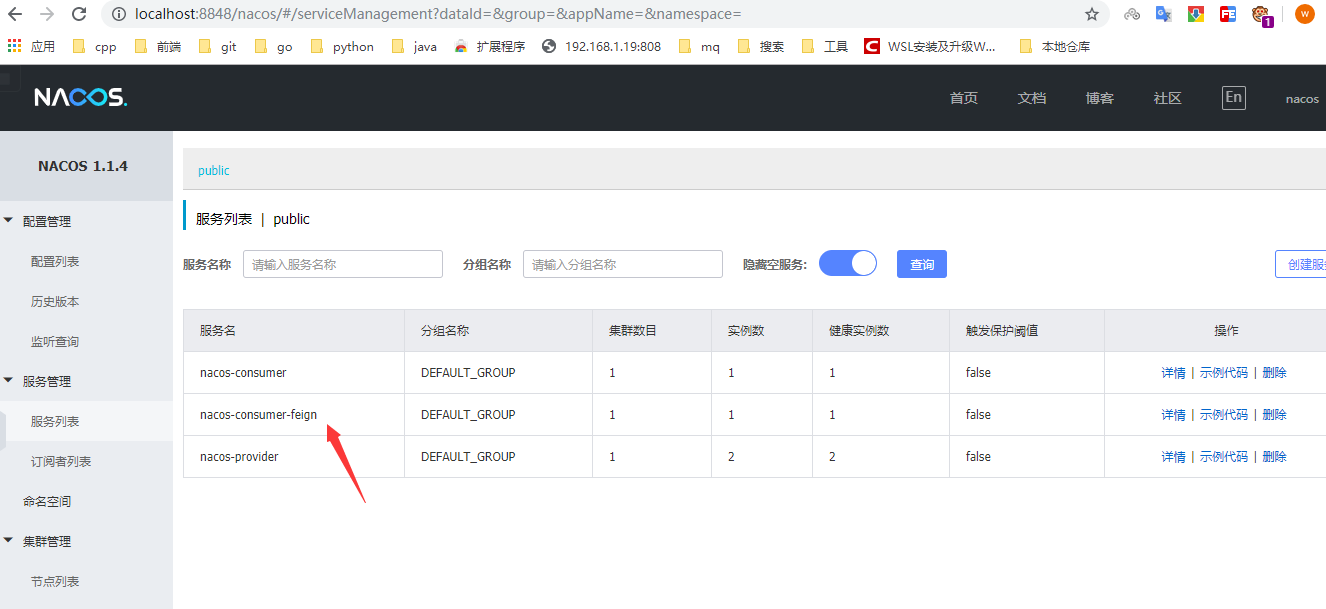 localhost:8848/nacos/#/serviceManagement?dataId=&group=&appName=&namespace=
W
1
应用 cpp 前端 git go python java 扩展程序 192.168.1.19:808 mq 搜索 工具 WSL安装及升级W... 本地仓库
NACOS. 首页 文档 博客 社区 En nacos
NACOS 1.1.4
public
配置管理
服务列表 | public
配置列表
服务名称 请输入服务名称 分组名称 请输入分组名称 隐藏空服务: 查询 创建服务
历史版本
监听查询
服务名 分组名称 集群数目 实例数 健康实例数 触发保护阈值 操作
nacos-consumer DEFAULT_GROUP 1 1 1 false 详情 | 示例代码 | 删除
服务管理
nacos-consumer-feign DEFAULT_GROUP 1 1 1 false 详情 | 示例代码 | 删除
服务列表
nacos-provider DEFAULT_GROUP 1 2 2 false 详情 | 示例代码 | 删除
订阅者列表
命名空间
集群管理
节点列表